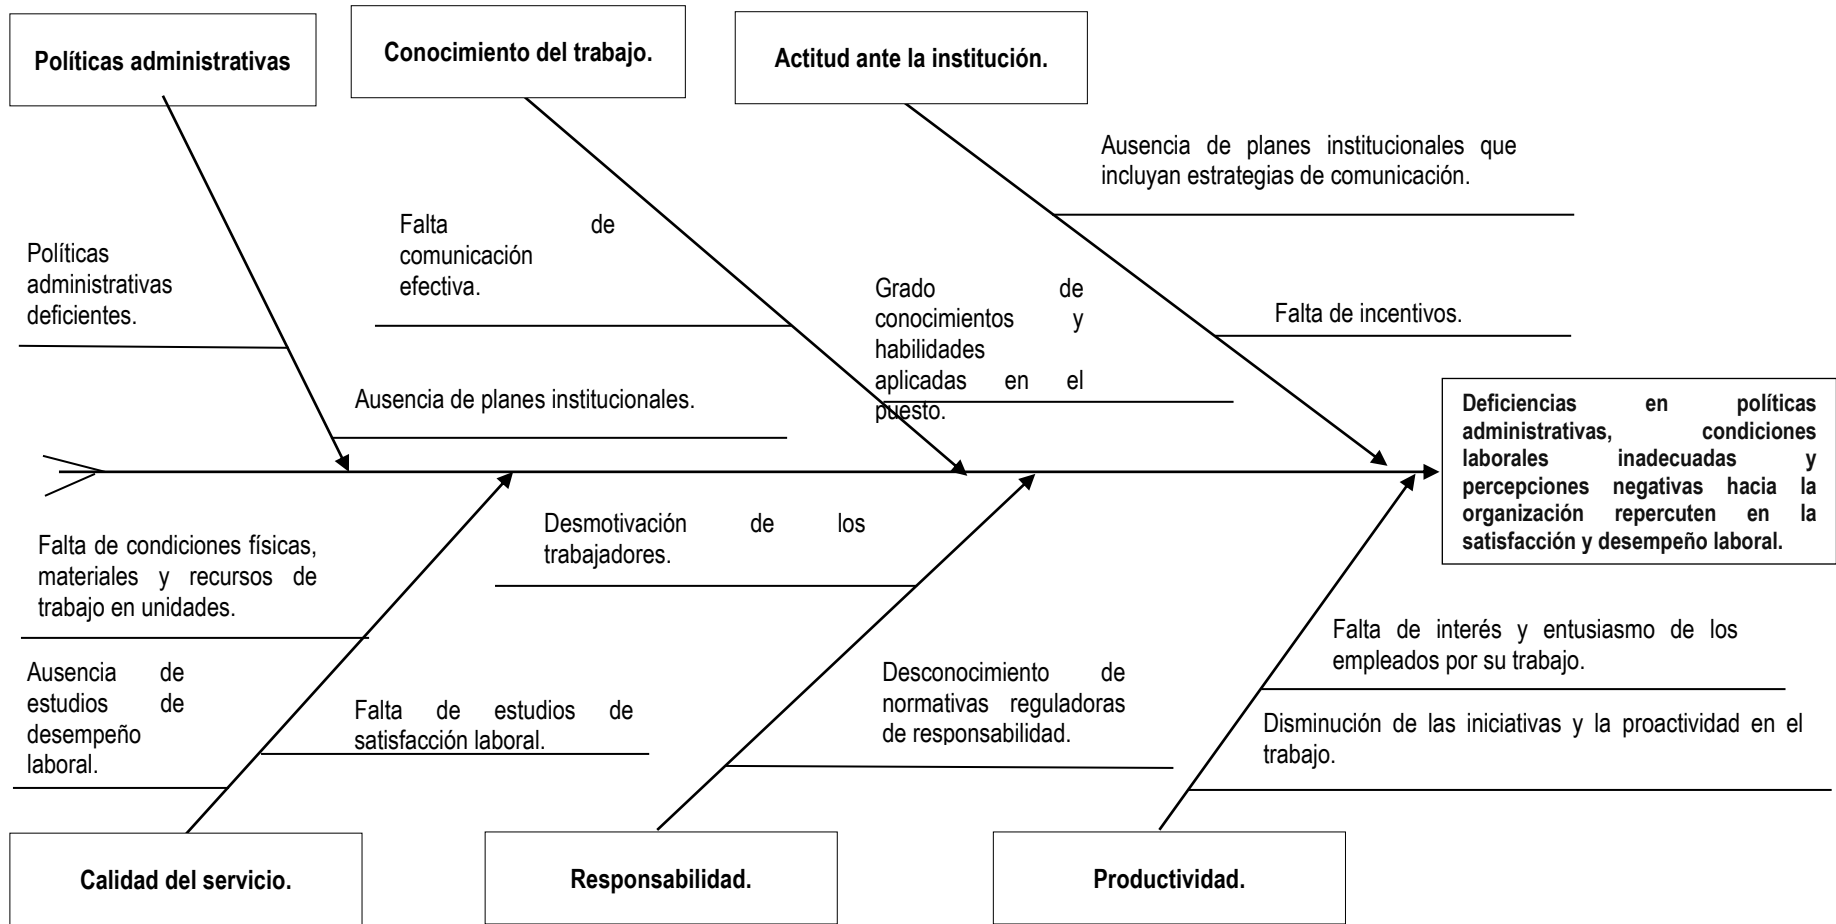 Políticas administrativas
Conocimiento del trabajo.
Actitud ante la institución.
Ausencia de planes institucionales que
incluyan estrategias de comunicación.
Falta de
comunicación
efectiva.
Políticas
administrativas
deficientes.
Grado de
conocimientos y
habilidades
aplicadas en el
puesto.
Falta de incentivos.
Ausencia de planes institucionales.
Deficiencias en políticas
administrativas, condiciones
laborales inadecuadas y
percepciones negativas hacia la
organización repercuten en la
satisfacción y desempeño laboral.
Falta de condiciones físicas,
materiales y recursos de
trabajo en unidades.
Desmotivación de los
trabajadores.
Falta de interés y entusiasmo de los
empleados por su trabajo.
Ausencia de
estudios de
desempeño
laboral.
Falta de estudios de
satisfacción laboral.
Desconocimiento de
normativas reguladoras
de responsabilidad.
Disminución de las iniciativas y la proactividad en el
trabajo.
Calidad del servicio.
Responsabilidad.
Productividad.